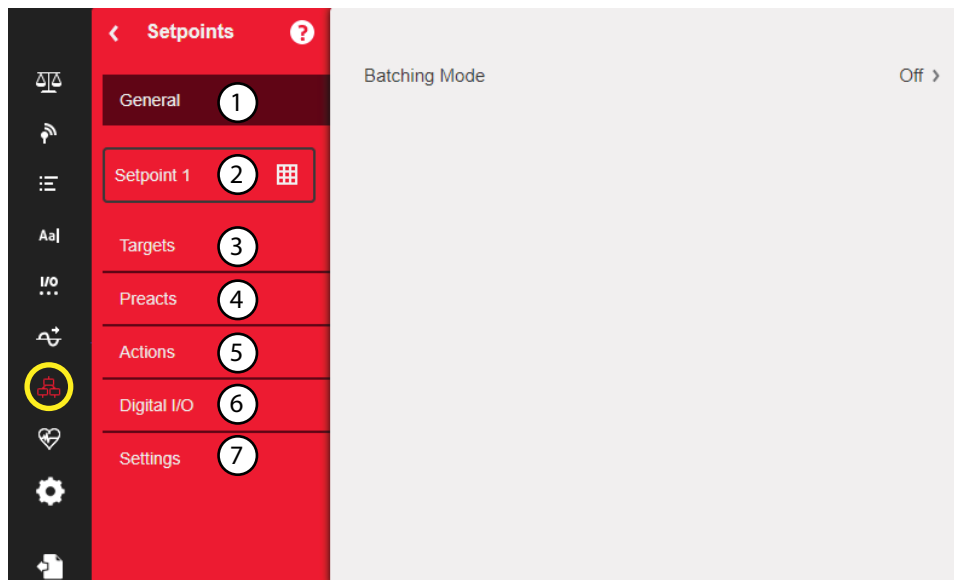 Setpoints ?
Batching Mode Off
General 1
Setpoint 1 2
Aa
Targets 3
I/O
Preacts 4
Actions 5
Digital I/O 6
Settings 7